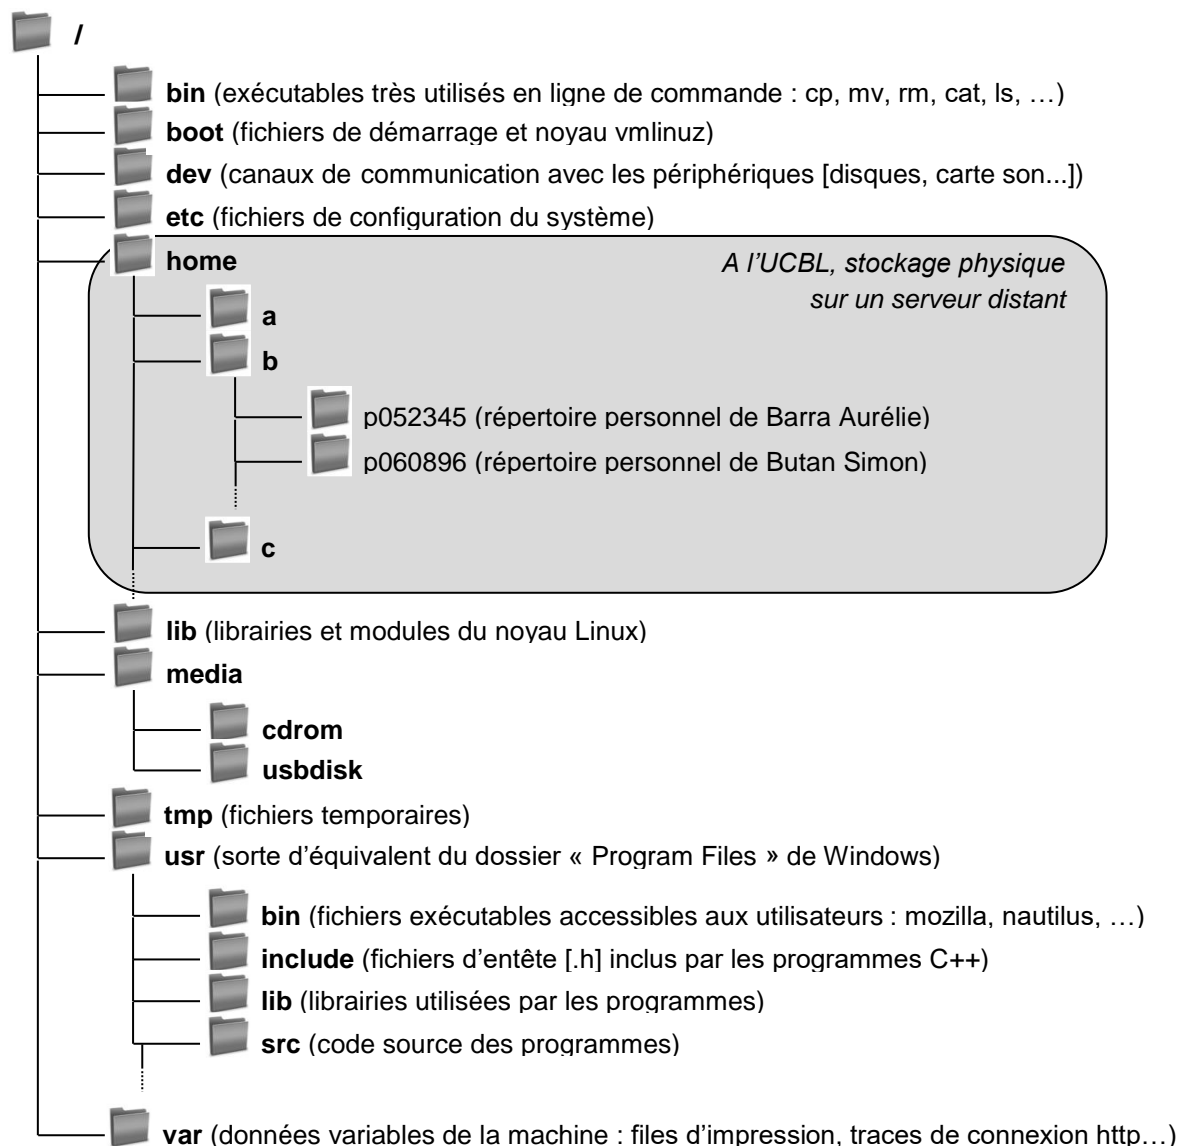 /
bin (exécutables très utilisés en ligne de commande : cp, mv, rm, cat, ls, …)
boot (fichiers de démarrage et noyau vmlinuz)
dev (canaux de communication avec les périphériques [disques, carte son...])
etc (fichiers de configuration du système)
home
A l’UCBL, stockage physique
sur un serveur distant
a
b
p052345 (répertoire personnel de Barra Aurélie)
p060896 (répertoire personnel de Butan Simon)
c
lib (librairies et modules du noyau Linux)
media
cdrom
usbdisk
tmp (fichiers temporaires)
usr (sorte d’équivalent du dossier « Program Files » de Windows)
bin (fichiers exécutables accessibles aux utilisateurs : mozilla, nautilus, …)
include (fichiers d’entête [.h] inclus par les programmes C++)
lib (librairies utilisées par les programmes)
src (code source des programmes)
var (données variables de la machine : files d’impression, traces de connexion http…)